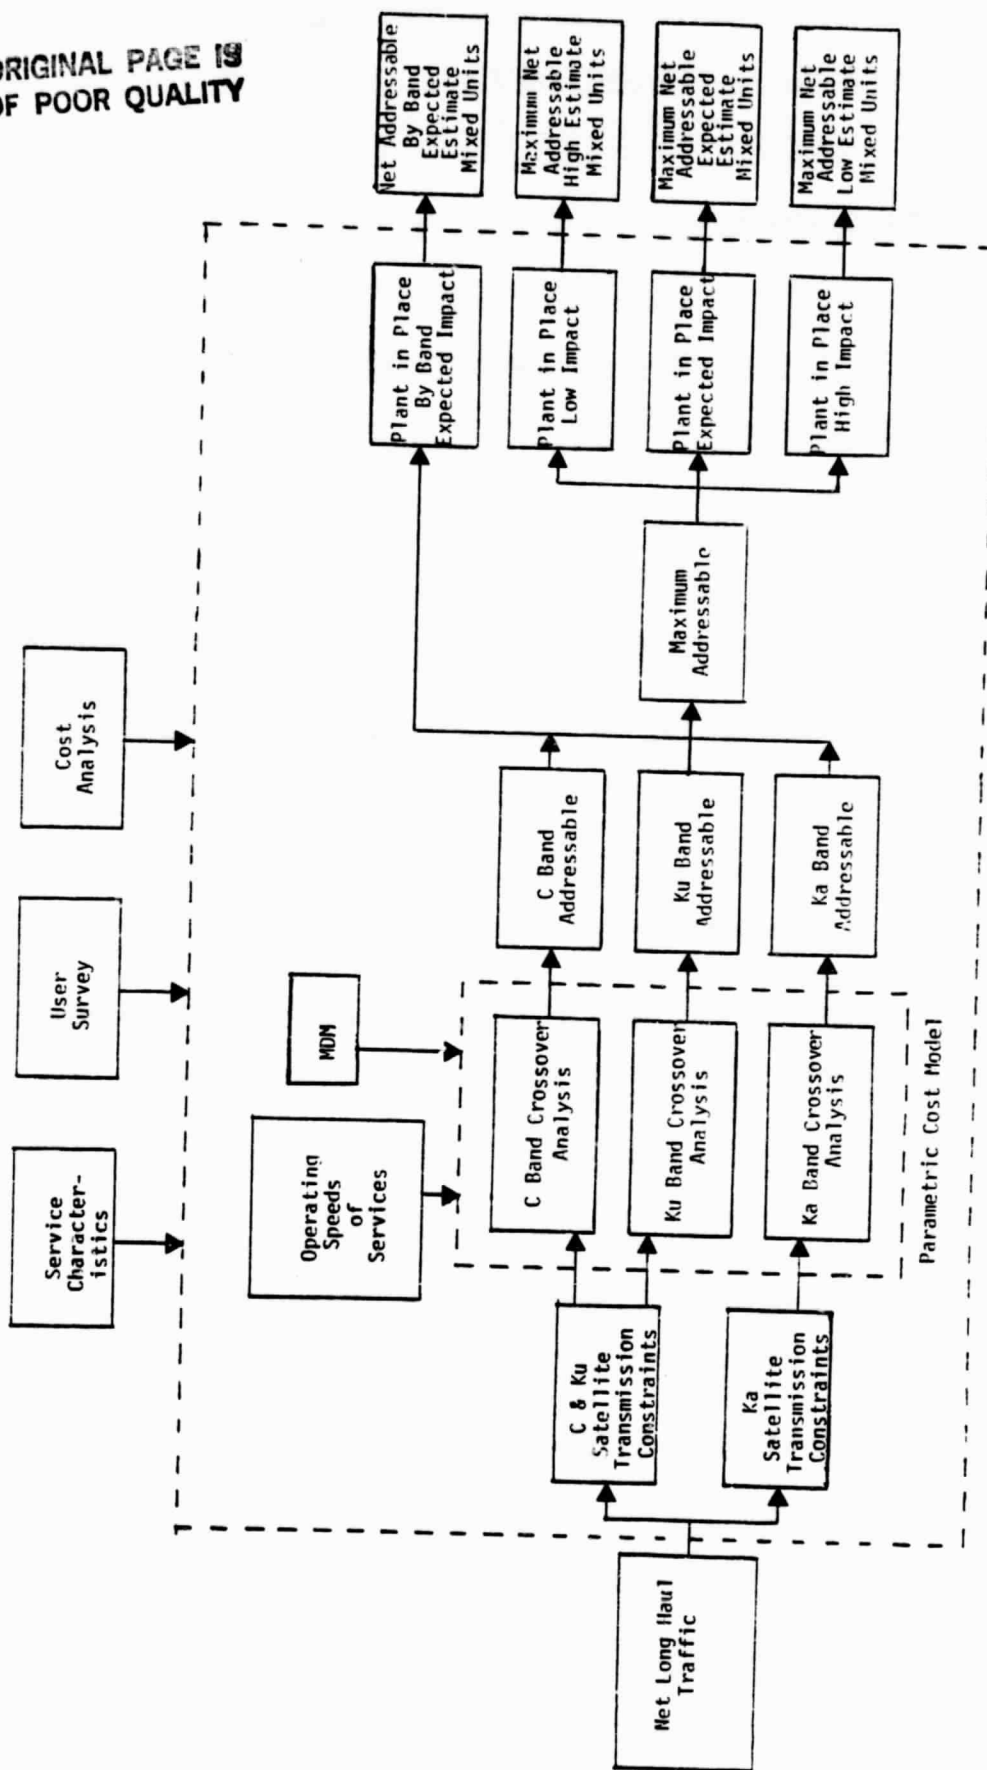 ORIGINAL PAGE IS
OF POOR QUALITY
Service
Character-
istics
User
Survey
Cost
Analysis
Net Long Haul
Traffic
C & Ku
Satellite
Transmission
Constraints
Ka
Satellite
Transmission
Constraints
Operating
Speeds
of
Services
MDM
C Band Crossover
Analysis
Ku Band Crossover
Analysis
Ka Band Crossover
Analysis
Parametric Cost Model
C Band
Addressable
Ku Band
Addressable
Ka Band
Addressable
Maximum
Addressable
Plant in Place
By Band
Expected Impact
Plant in Place
Low Impact
Plant in Place
Expected Impact
Plant in Place
High Impact
Net Addressable
By Band
Expected
Estimate
Mixed Units
Maximum Net
Addressable
High Estimate
Mixed Units
Maximum Net
Addressable
Expected
Estimate
Mixed Units
Maximum Net
Addressable
Low Estimate
Mixed Units